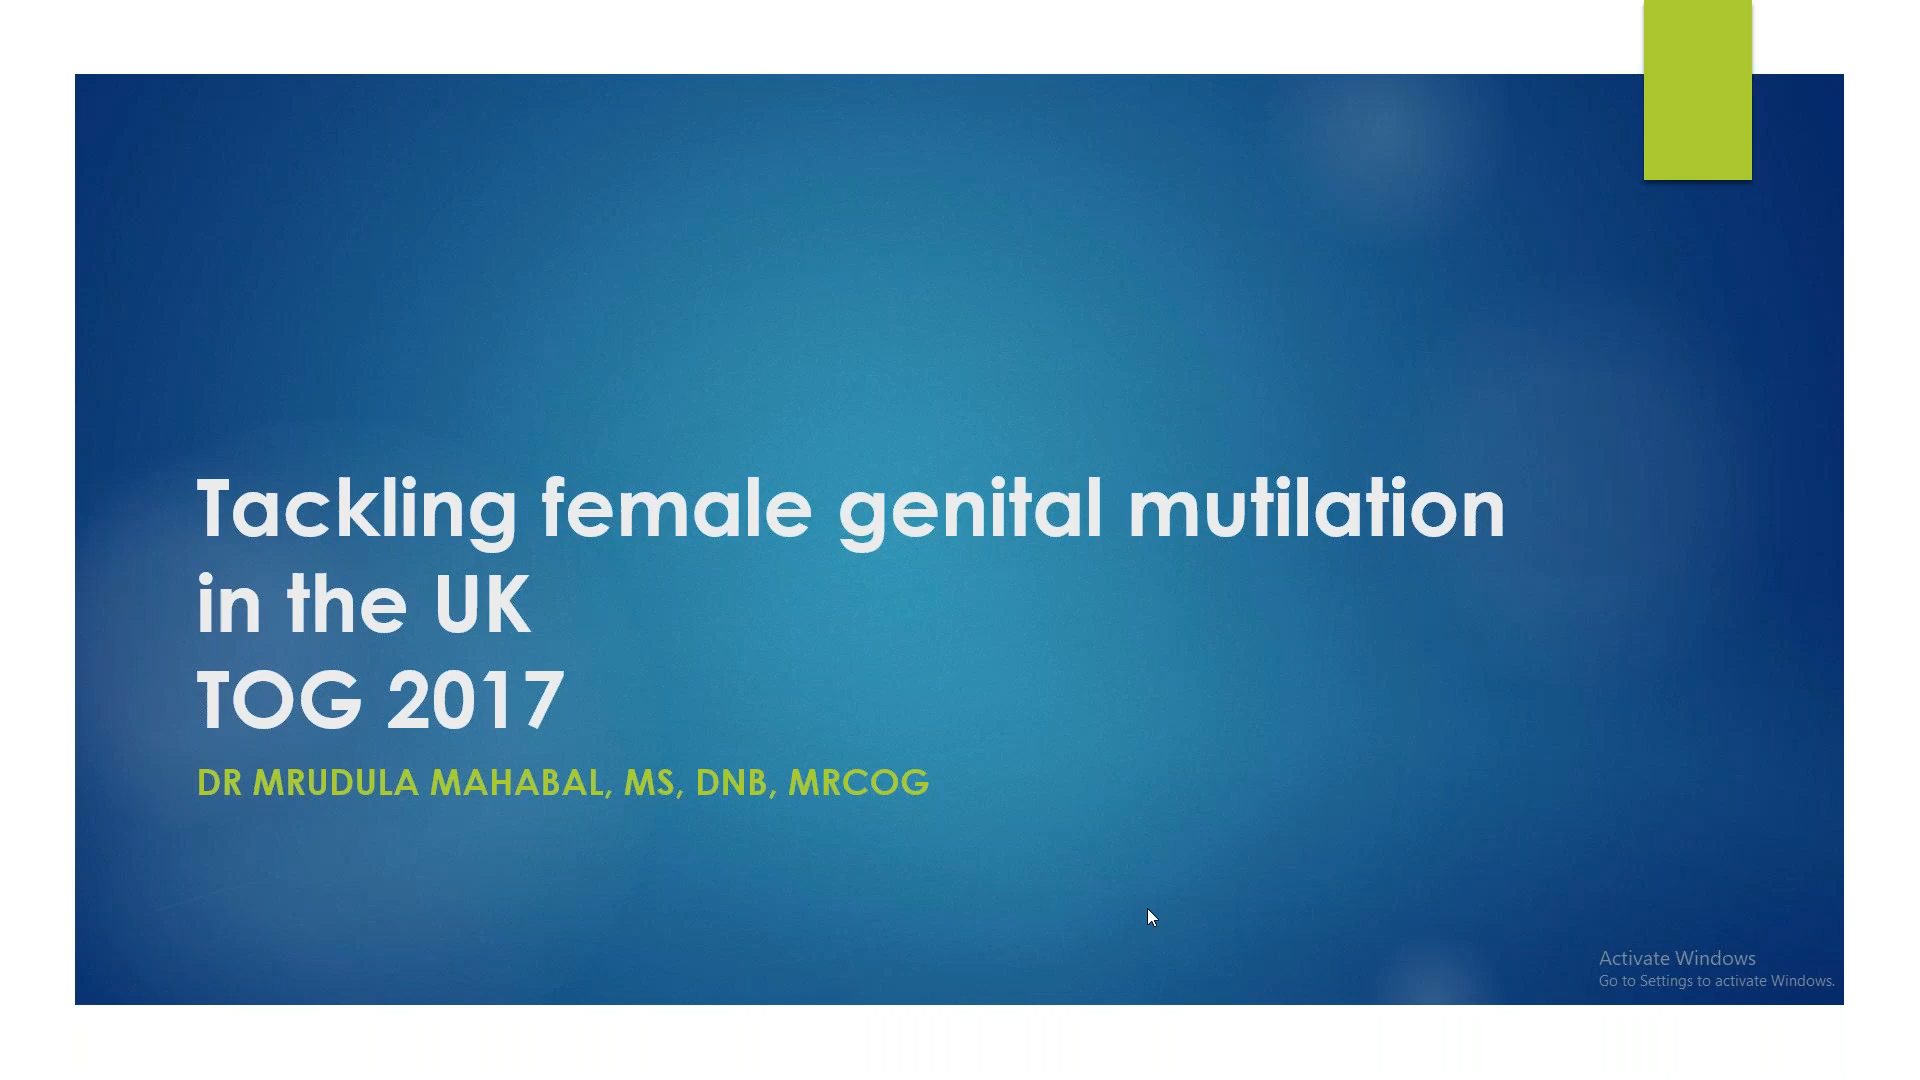 Tackling female genital mutilation
in the UK
TOG 2017
DR MRUDULA MAHABAL, MS, DNB, MRCOG
Activate Windows
Go to Settings to activate Windows.